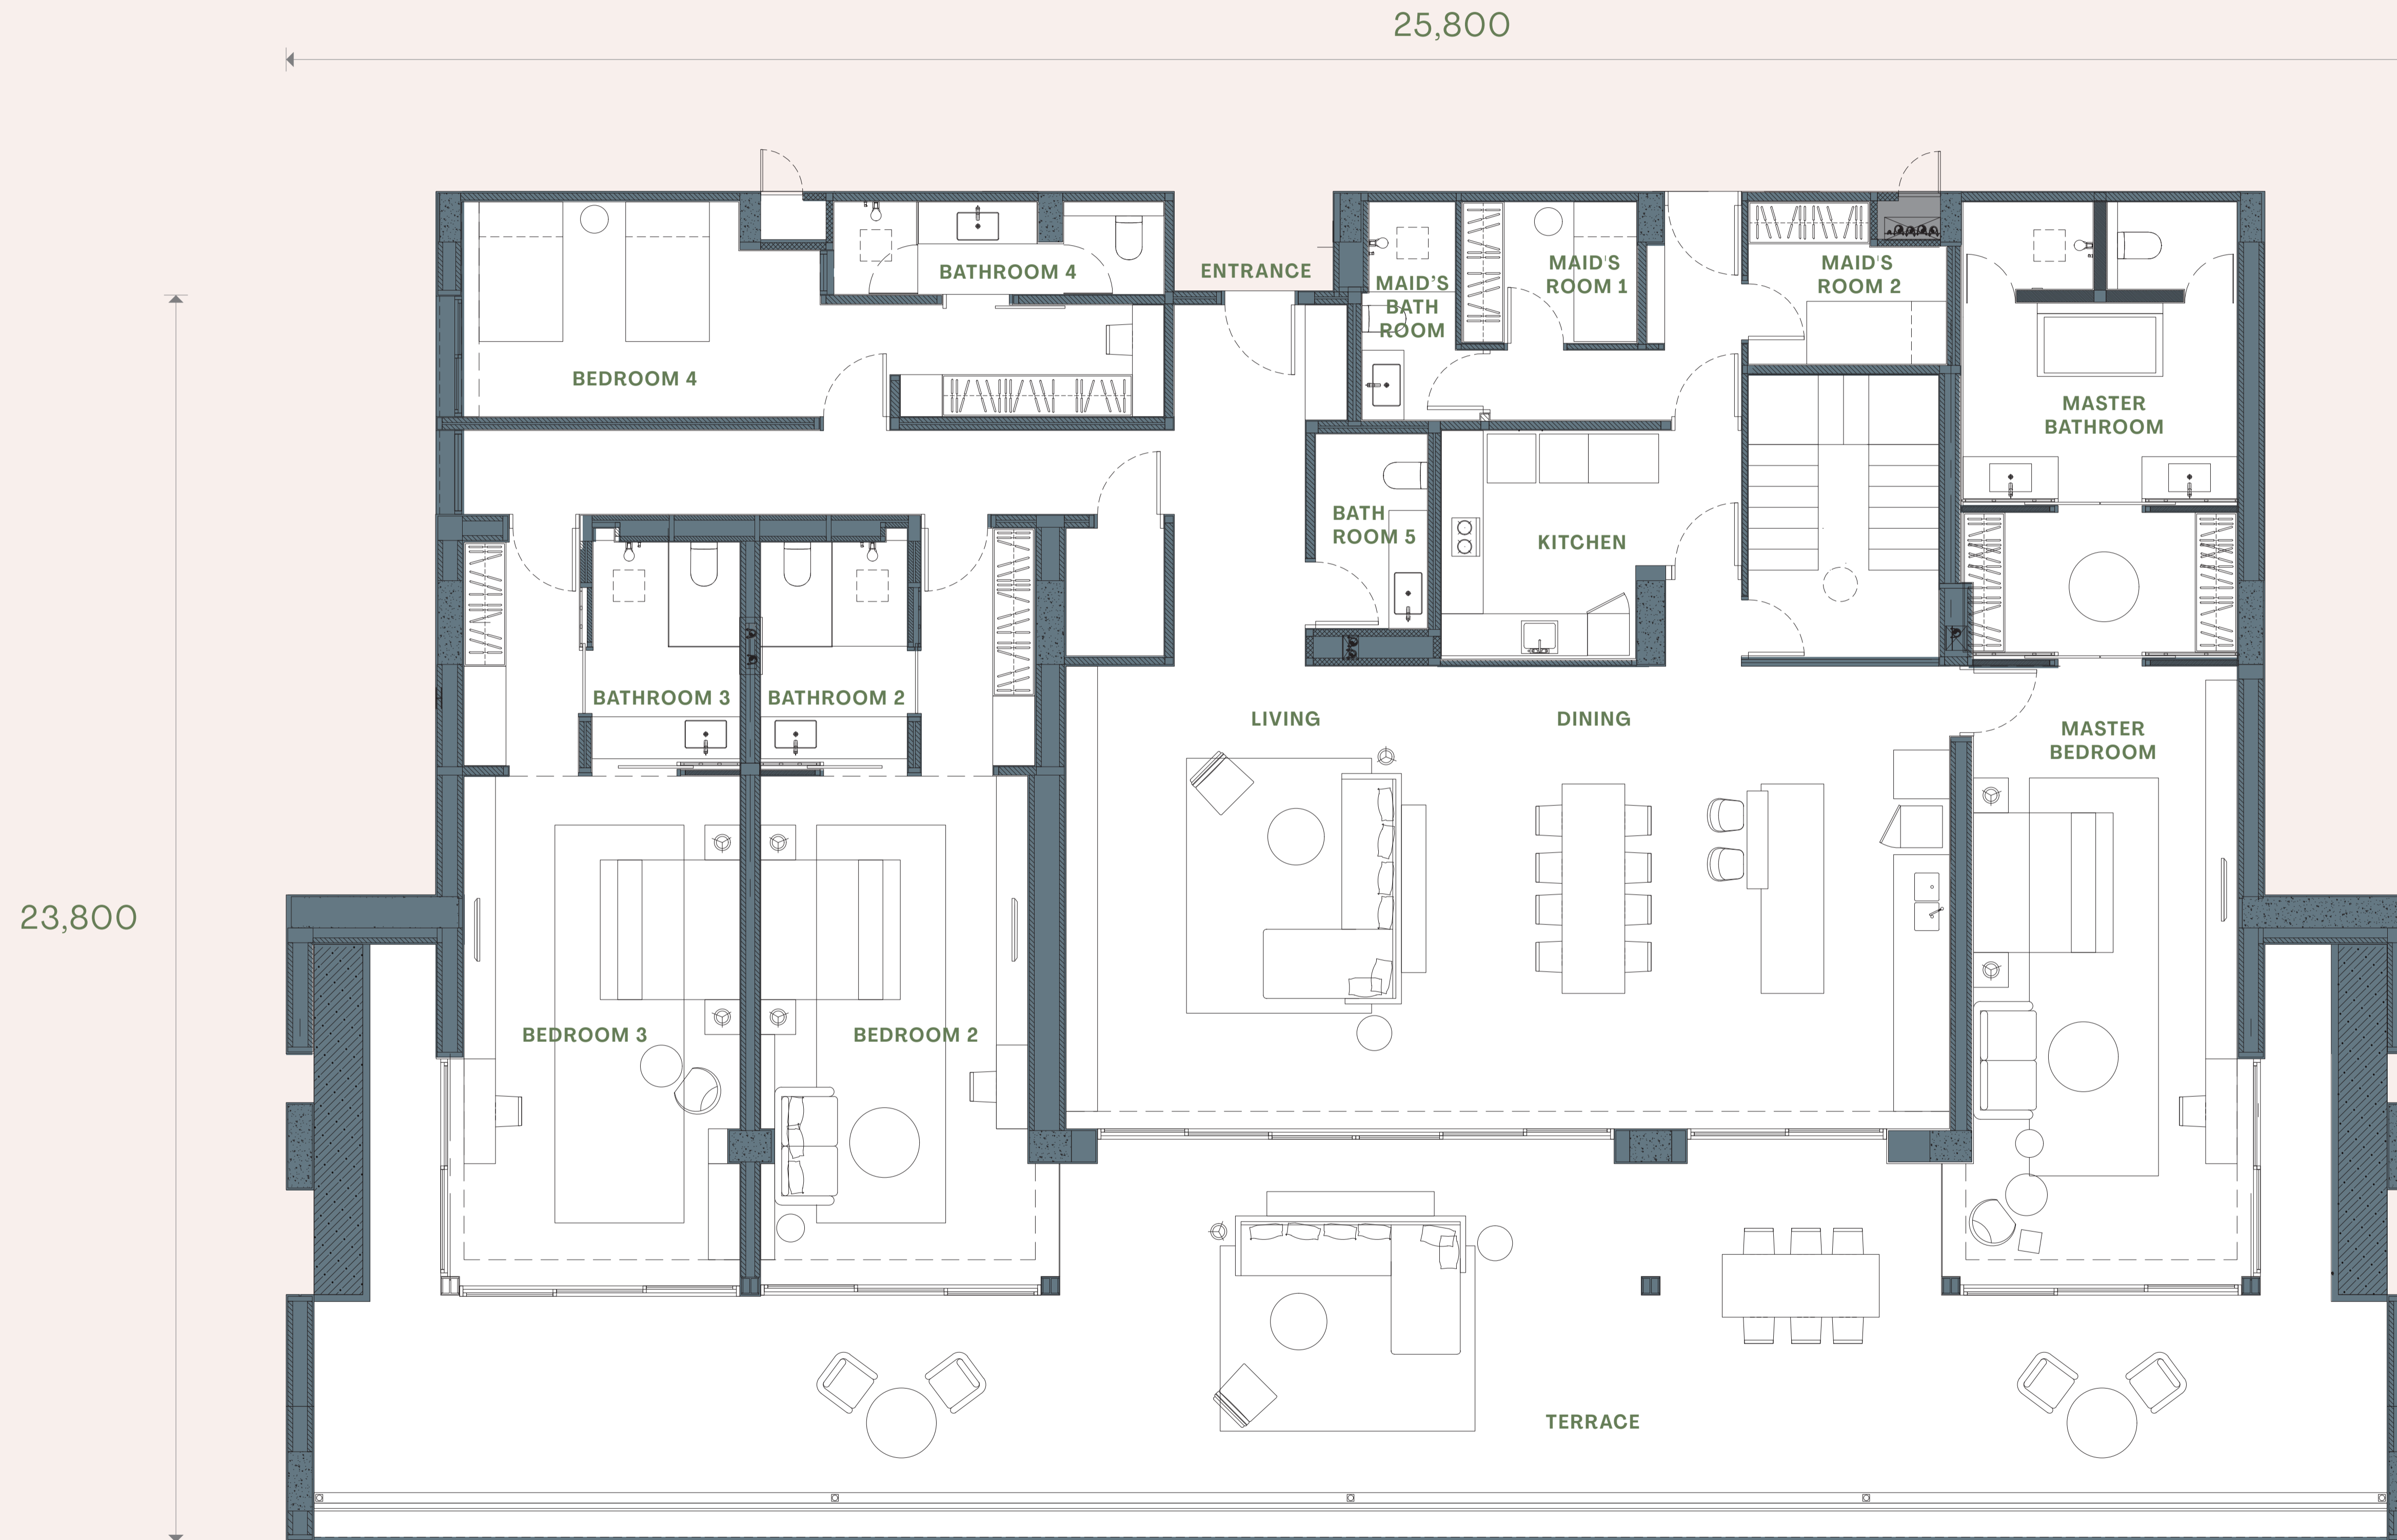 25,800
ENTRANCE
BATHROOM 4
MAID’S
BATH
ROOM
MAID'S
ROOM 1
MAID'S
ROOM 2
BEDROOM 4
MASTER
BATHROOM
BATH
ROOM 5
KITCHEN
BATHROOM 3
BATHROOM 2
LIVING
DINING
MASTER
BEDROOM
23,800
BEDROOM 3
BEDROOM 2
TERRACE